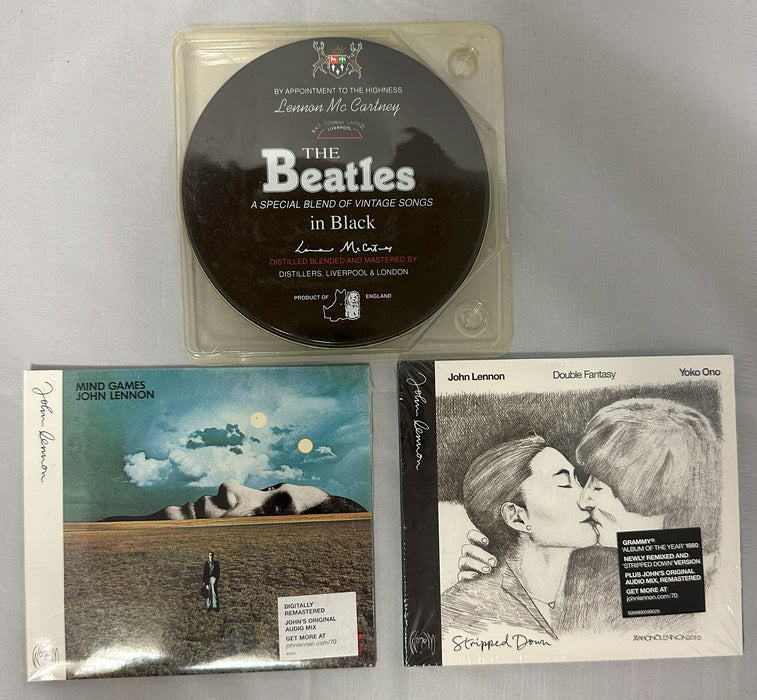 BY APPOINTMENT TO THE HIGHNESS
Lennon Mc Cartney
COMPANY LIMITED
LIVERPOOL
THE
Beatles
A SPECIAL BLEND OF VINTAGE SONGS
in Black
McCartney
DISTILLED BLENDED AND MASTERED BY
DISTILLERS, LIVERPOOL & LONDON
PRODUCT OF ENGLAND
John Lennon
MIND GAMES
JOHN LENNON
DIGITALLY
REMASTERED
JOHN'S ORIGINAL
AUDIO MIX
GET MORE AT
johnlennon.com/70
John Lennon
John Lennon Double Fantasy Yoko Ono
GRAMMY®
'ALBUM OF THE YEAR' 1980
NEWLY REMIXED AND
'STRIPPED DOWN' VERSION
PLUS JOHN'S ORIGINAL
AUDIO MIX, REMASTERED
GET MORE AT
johnlennon.com/70
Stripped Down